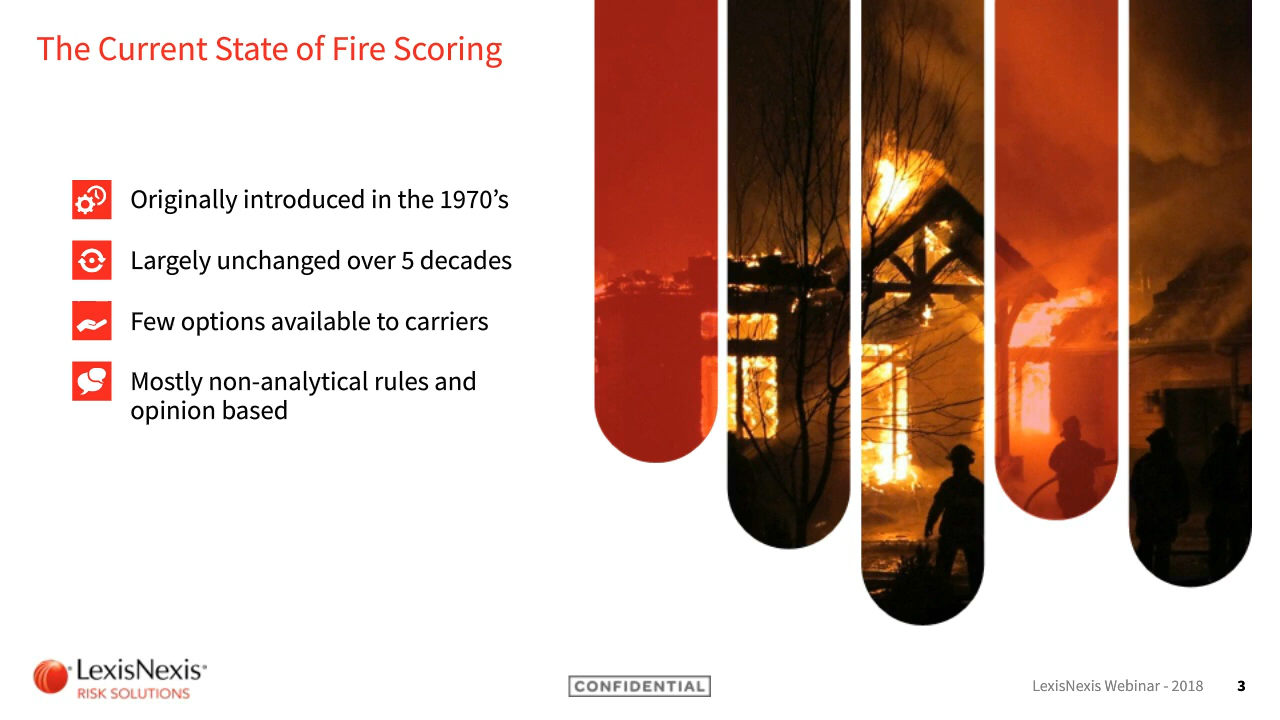 The Current State of Fire Scoring
Originally introduced in the 1970’s
Largely unchanged over 5 decades
Few options available to carriers
Mostly non-analytical rules and
opinion based
LexisNexis®
RISK SOLUTIONS
CONFIDENTIAL
LexisNexis Webinar - 2018
3